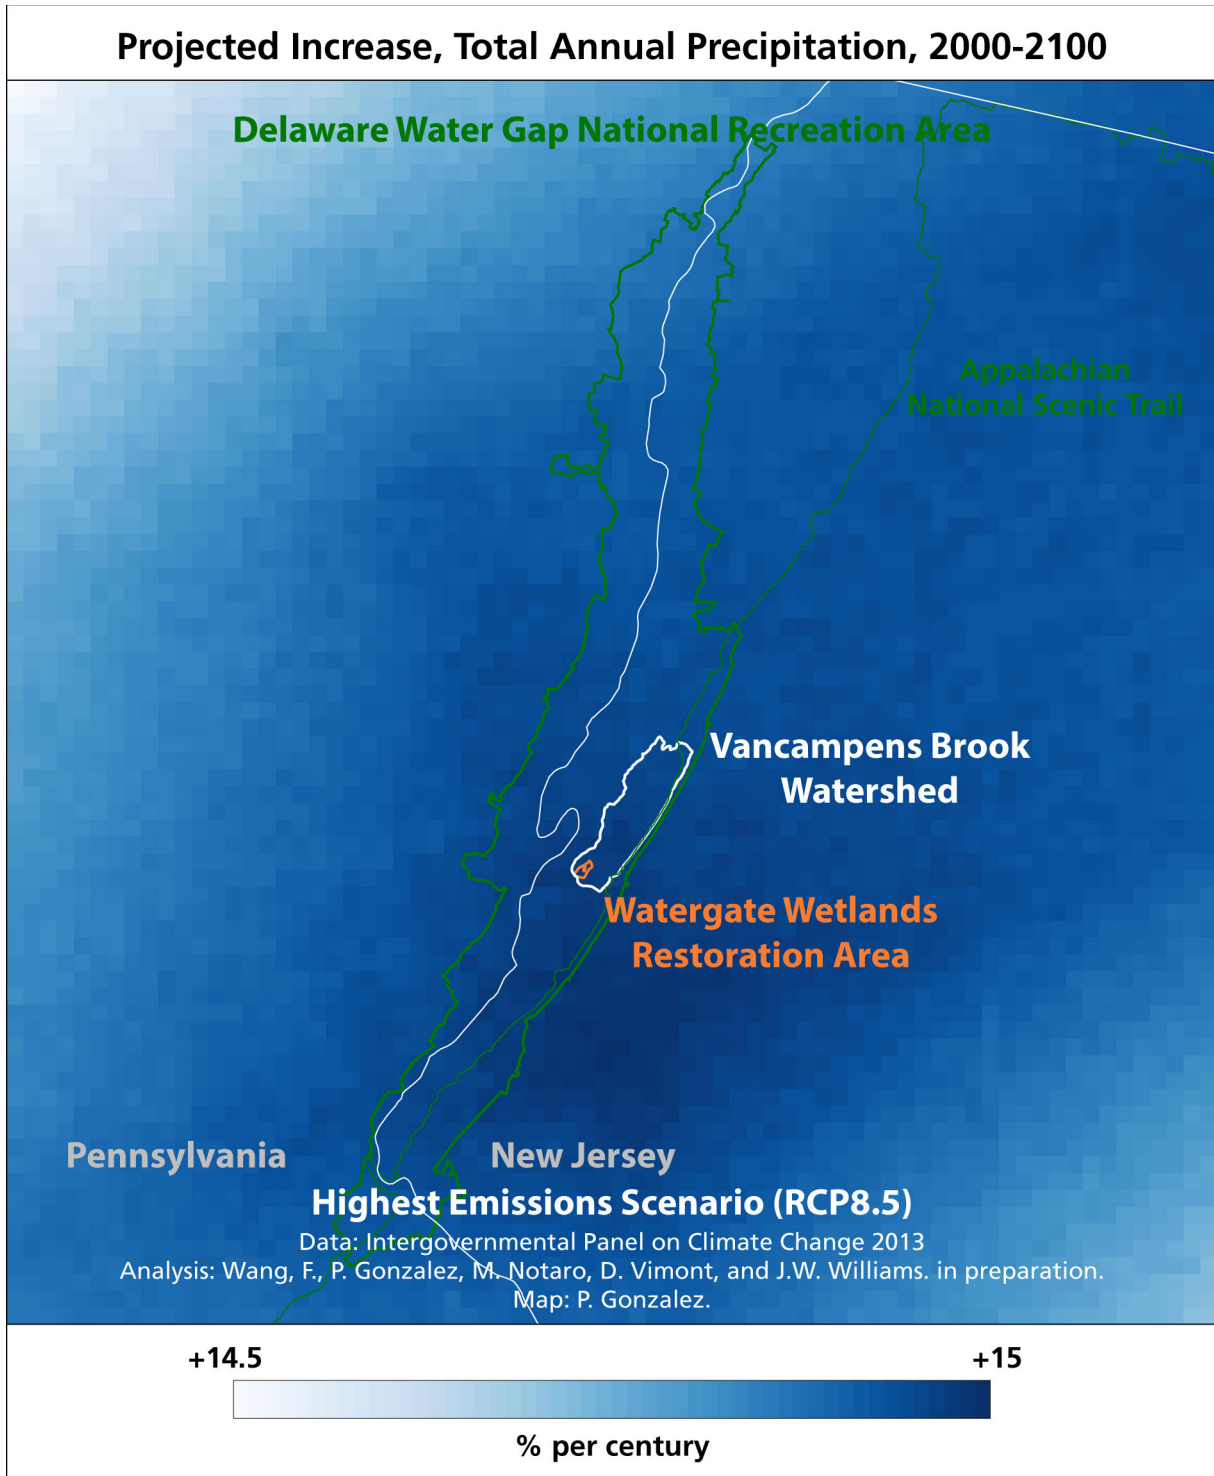 Projected Increase, Total Annual Precipitation, 2000-2100
Delaware Water Gap National Recreation Area
Appalachian
National Scenic Trail
Vancampens Brook
Watershed
Watergate Wetlands
Restoration Area
Pennsylvania
New Jersey
Highest Emissions Scenario (RCP8.5)
Data: Intergovernmental Panel on Climate Change 2013
Analysis: Wang, F., P. Gonzalez, M. Notaro, D. Vimont, and J.W. Williams. in preparation.
Map: P. Gonzalez.
+14.5
+15
% per century